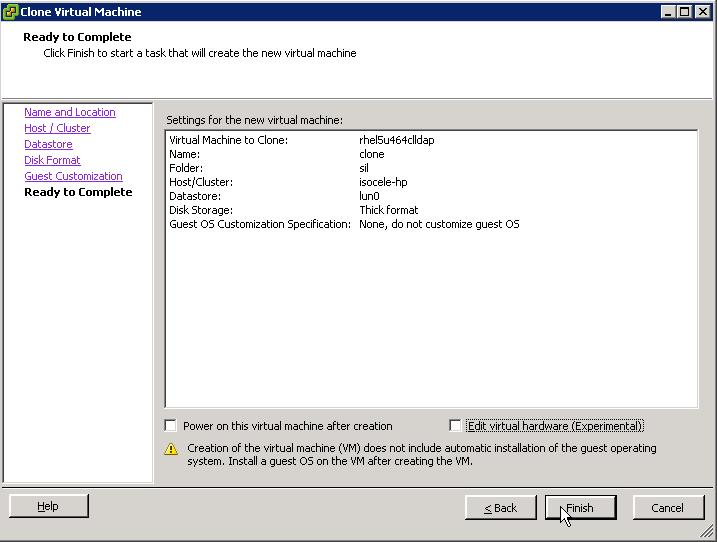 Clone Virtual Machine
Ready to Complete
Click Finish to start a task that will create the new virtual machine
Name and Location
Host / Cluster
Datastore
Disk Format
Guest Customization
Ready to Complete
Settings for the new virtual machine:
Virtual Machine to Clone: rhel5u464clldap
Name: clone
Folder: sil
Host/Cluster: isocele-hp
Datastore: lun0
Disk Storage: Thick format
Guest OS Customization Specification: None, do not customize guest OS
Power on this virtual machine after creation
Edit virtual hardware (Experimental)
Creation of the virtual machine (VM) does not include automatic installation of the guest operating
system. Install a guest OS on the VM after creating the VM.
Help
< Back
Finish
Cancel